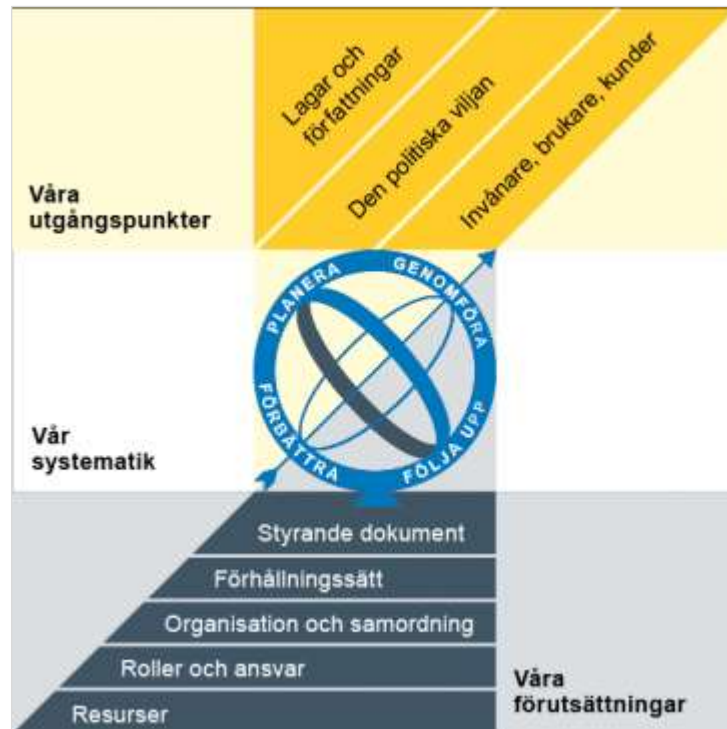 Lagar och
författningar
Den politiska viljan
Invånare, brukare, kunder
Våra
utgångspunkter
PLANERA
GENOMFÖRA
FÖLJA UPP
FÖRBÄTTRA
Vår
systematik
Styrande dokument
Förhållningssätt
Organisation och samordning
Roller och ansvar
Resurser
Våra
förutsättningar